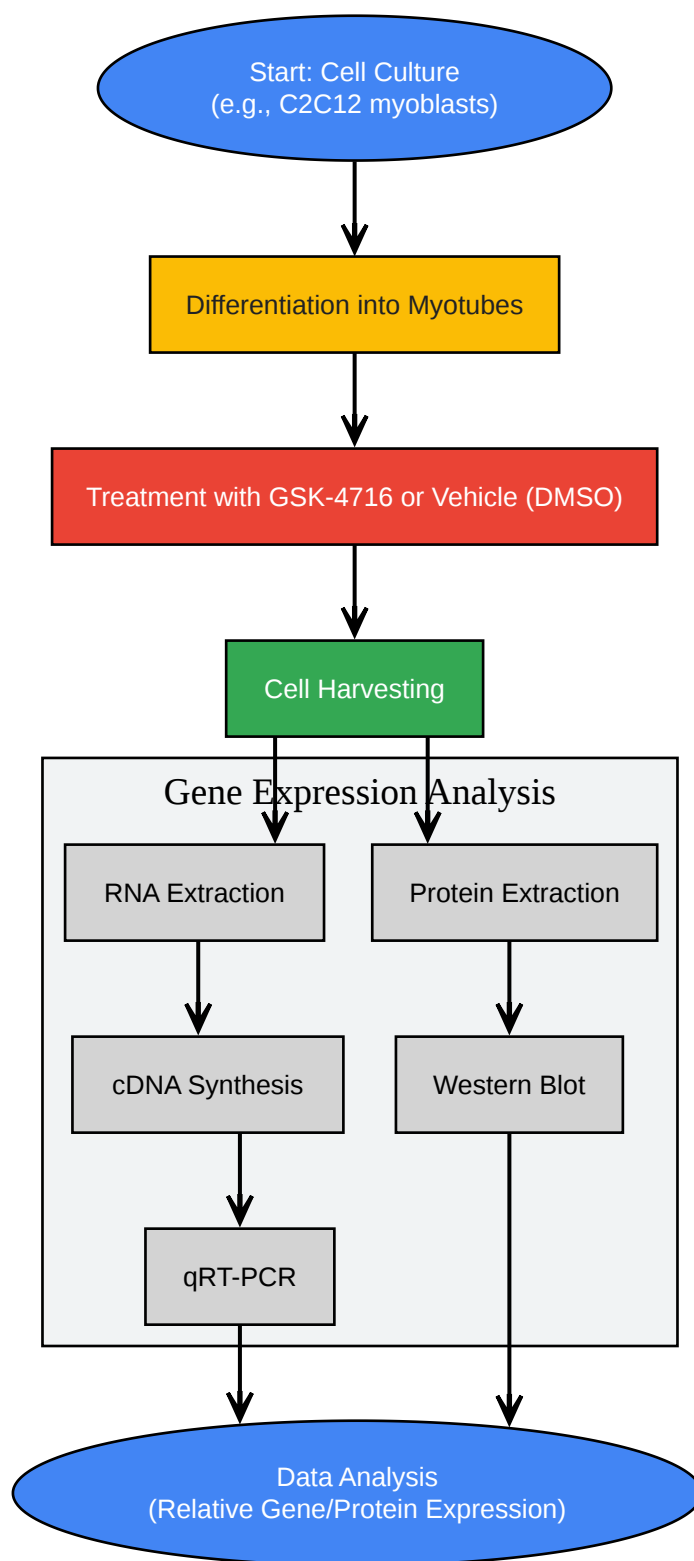 Start: Cell Culture
(e.g., C2C12 myoblasts)
Differentiation into Myotubes
Treatment with GSK-4716 or Vehicle (DMSO)
Cell Harvesting
Gene Expression Analysis
RNA Extraction
Protein Extraction
cDNA Synthesis
Western Blot
qRT-PCR
Data Analysis
(Relative Gene/Protein Expression)